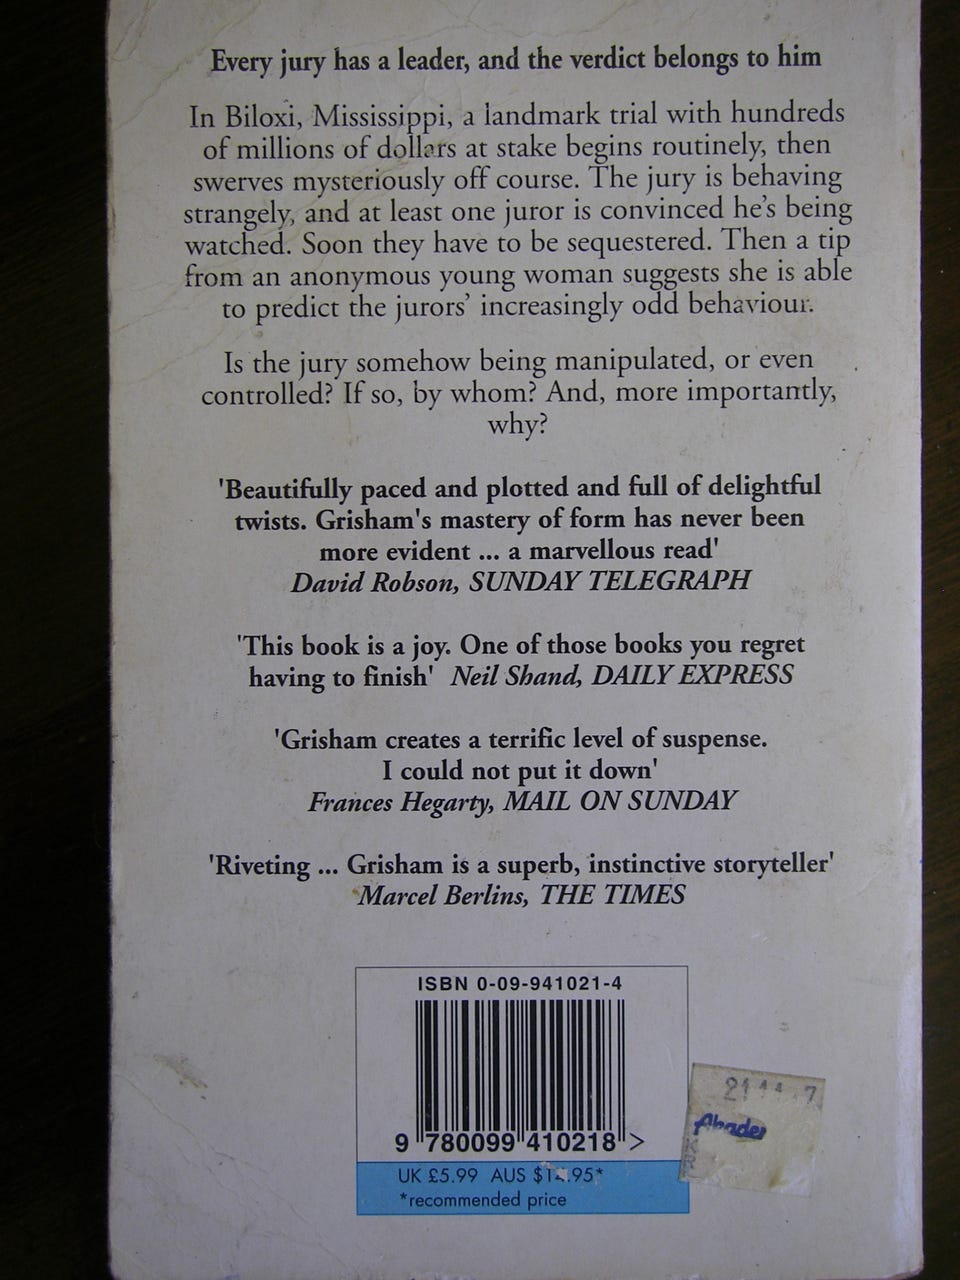 Every jury has a leader, and the verdict belongs to him
In Biloxi, Mississippi, a landmark trial with hundreds
of millions of dollars at stake begins routinely, then
swerves mysteriously off course. The jury is behaving
strangely, and at least one juror is convinced he's being
watched. Soon they have to be sequestered. Then a tip
from an anonymous young woman suggests she is able
to predict the jurors' increasingly odd behaviour.
Is the jury somehow being manipulated, or even
controlled? If so, by whom? And, more importantly,
why?
'Beautifully paced and plotted and full of delightful
twists. Grisham's mastery of form has never been
more evident ... a marvellous read'
David Robson, SUNDAY TELEGRAPH
'This book is a joy. One of those books you regret
having to finish' Neil Shand, DAILY EXPRESS
'Grisham creates a terrific level of suspense.
I could not put it down'
Frances Hegarty, MAIL ON SUNDAY
'Riveting ... Grisham is a superb, instinctive storyteller'
Marcel Berlins, THE TIMES
ISBN 0-09-941021-4
9 780099 410218 >
UK £5.99 AUS
*recommended price